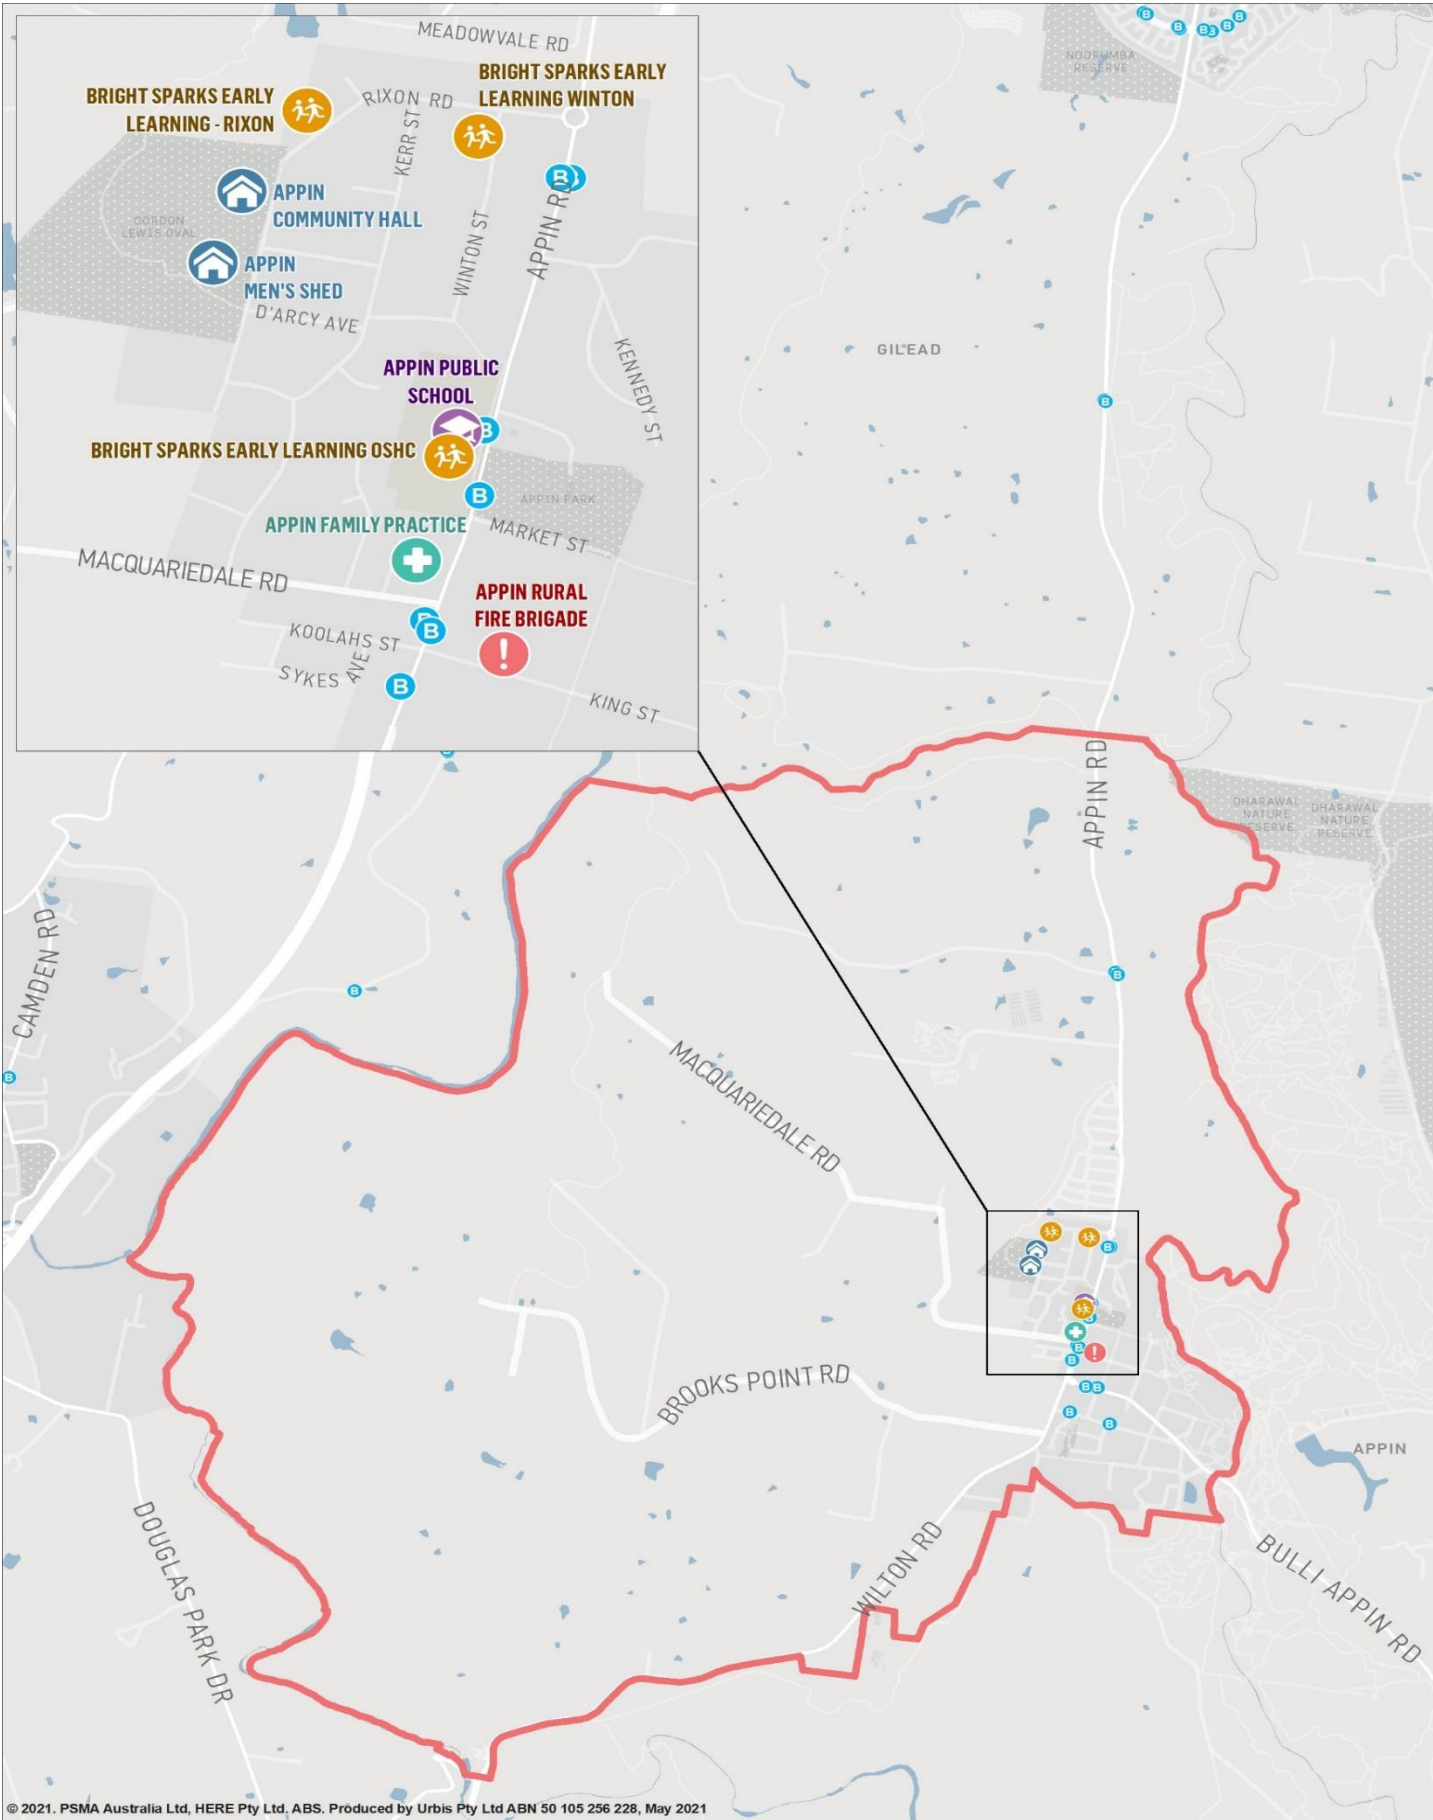 MEADOWVALE RD
BRIGHT SPARKS EARLY
LEARNING WINTON
BRIGHT SPARKS EARLY
LEARNING - RIXON
RIXON RD
KERR ST
B
APPIN
COMMUNITY HALL
GORDON
LEWIS OVAL
WINTON ST
APPIN RD
APPIN
MEN'S SHED
D'ARCY AVE
APPIN PUBLIC
SCHOOL
KENNEDY ST
B
BRIGHT SPARKS EARLY LEARNING OSHC
B
APPIN PARK
APPIN FAMILY PRACTICE
MARKET ST
MACQUARIEDALE RD
APPIN RURAL
FIRE BRIGADE
B
KOOLAHS ST
!
SYKES AVE
B
KING ST
B
B
B
B
B
NOORUMBA
RESERVE
GILEAD
B
APPIN RD
DHARAWAL
NATURE
RESERVE
DHARAWAL
NATURE
RESERVE
CAMDEN RD
B
B
B
MACQUARIEDALE RD
B
B
B
B
!
B
B
B
B
BROOKS POINT RD
APPIN
DOUGLAS PARK DR
WILTON RD
BULLI APPIN RD
© 2021. PSMA Australia Ltd, HERE Pty Ltd. ABS. Produced by Urbis Pty Ltd ABN 50 105 256 228, May 2021